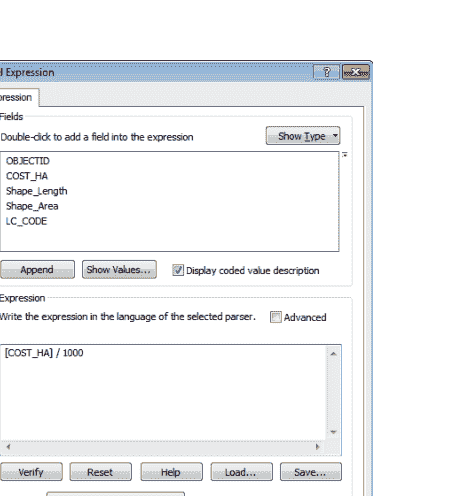 Expression
pression
Fields
Double-click to add a field into the expression
Show Type
OBJECTID
COST_HA
Shape_Length
Shape_Area
LC_CODE
Append Show Values... Display coded value description
Expression
Write the expression in the language of the selected parser. Advanced
[COST_HA] / 1000
Verify Reset Help Load... Save...